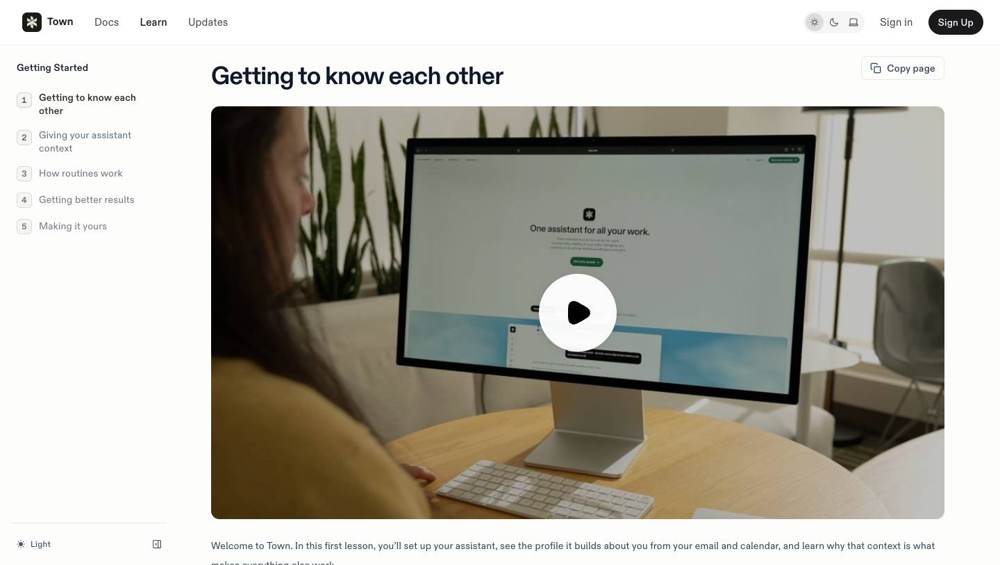 Town
Docs
Learn
Updates
Sign in
Sign Up
Getting Started
1
Getting to know each
other
2
Giving your assistant
context
3
How routines work
4
Getting better results
5
Making it yours
Light
Getting to know each other
Copy page
One assistant for all your work.
Welcome to Town. In this first lesson, you'll set up your assistant, see the profile it builds about you from your email and calendar, and learn why that context is what
makes everything else work.